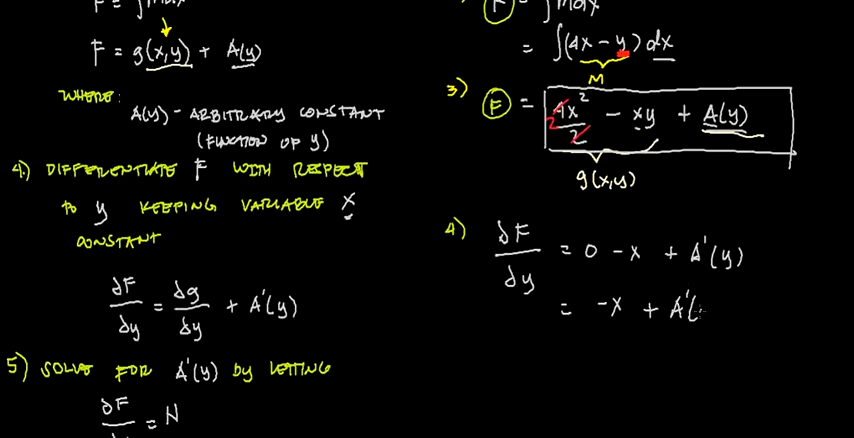 F = ∫ M∂x
F = g(x,y) + A(y)
WHERE:
A(y) - ARBITRARY CONSTANT
(FUNCTION OF y)
4.) DIFFERENTIATE F WITH RESPECT
TO y KEEPING VARIABLE X
CONSTANT
∂F/∂y = ∂g/∂y + A'(y)
5) SOLVE FOR A'(y) by LETTING
∂F/∂y = N
F = ∫ M∂x
= ∫(4x - y) dx
M
3) F = 4x²/2 - xy + A(y)
2
g(x,y)
4) ∂F/∂y = 0 - x + A'(y)
= -x + A'(